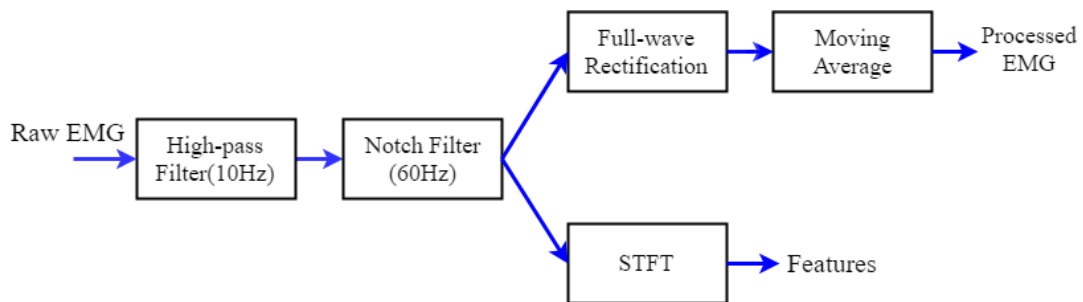 Raw EMG
High-pass
Filter(10Hz)
Notch Filter
(60Hz)
Full-wave
Rectification
Moving
Average
Processed
EMG
STFT
Features